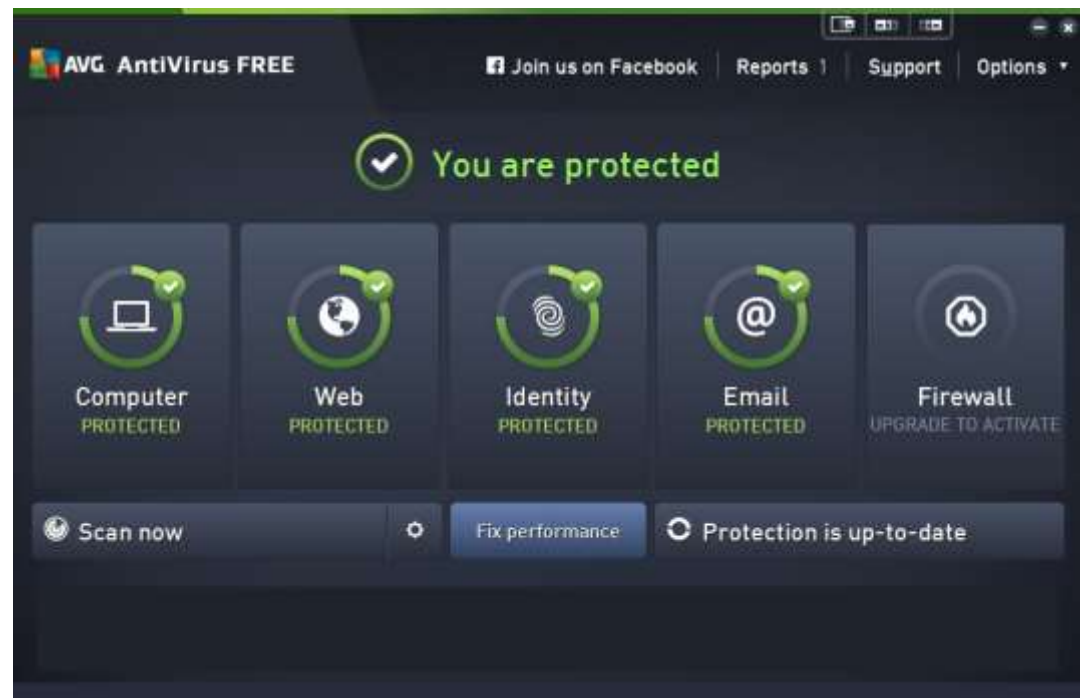 AVG AntiVirus FREE
Join us on Facebook
Reports 1
Support
Options
You are protected
Computer
PROTECTED
Web
PROTECTED
Identity
PROTECTED
@
Email
PROTECTED
Firewall
UPGRADE TO ACTIVATE
Scan now
Fix performance
Protection is up-to-date